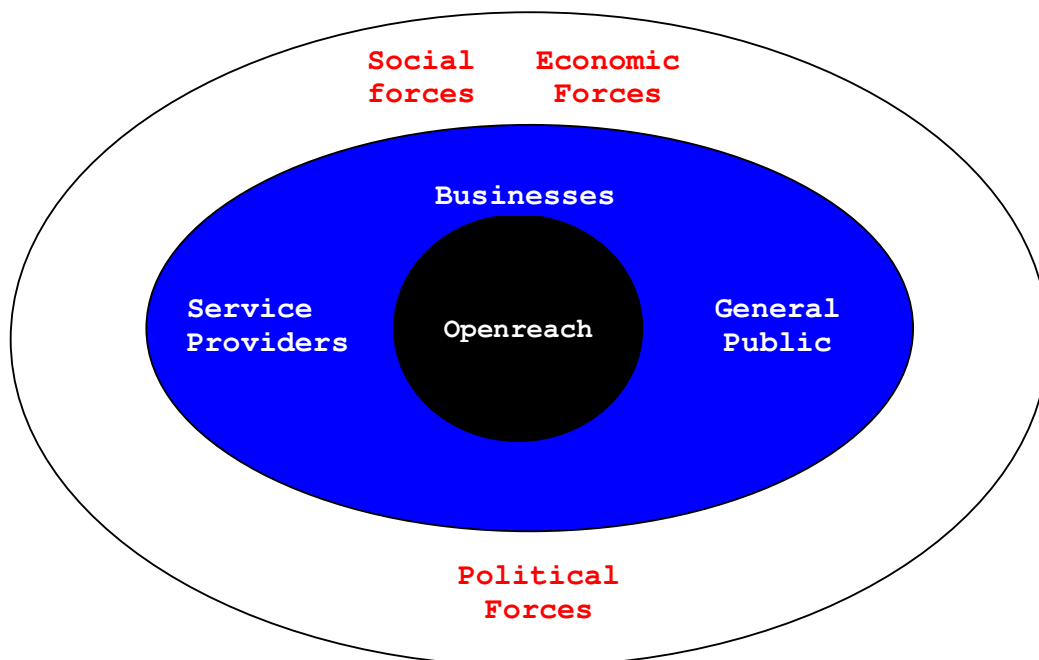 Social
forces
Economic
Forces
Businesses
Service
Providers
Openreach
General
Public
Political
Forces